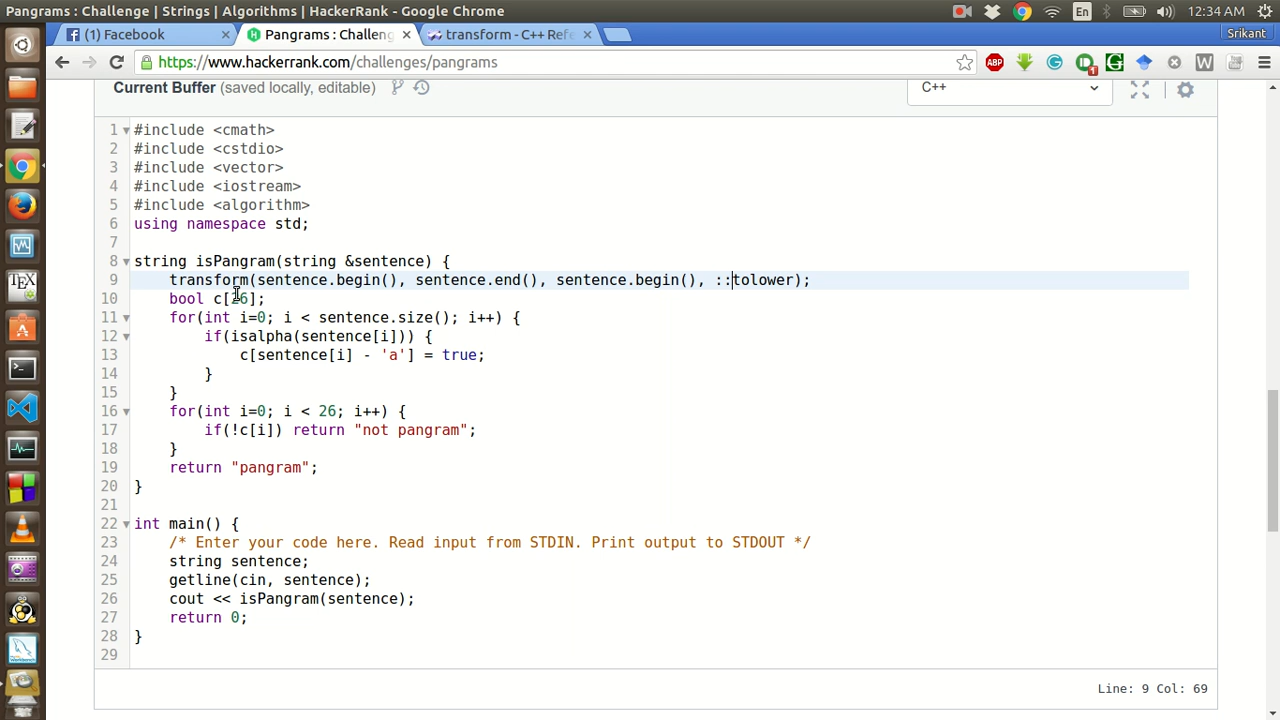 Pangrams : Challenge | Strings | Algorithms | HackerRank - Google Chrome
En
12:34 AM
(1) Facebook
Pangrams : Challeng
transform - C++ Refe
Srikant
https://www.hackerrank.com/challenges/pangrams
ABP
1
W
Current Buffer (saved locally, editable)
C++
1 #include <cmath>
2 #include <cstdio>
3 #include <vector>
4 #include <iostream>
5 #include <algorithm>
6 using namespace std;
7
8 string isPangram(string &sentence) {
9 transform(sentence.begin(), sentence.end(), sentence.begin(), ::tolower);
10 bool c[26];
11 for(int i=0; i < sentence.size(); i++) {
12 if(isalpha(sentence[i])) {
13 c[sentence[i] - 'a'] = true;
14 }
15 }
16 for(int i=0; i < 26; i++) {
17 if(!c[i]) return "not pangram";
18 }
19 return "pangram";
20 }
21
22 int main() {
23 /* Enter your code here. Read input from STDIN. Print output to STDOUT */
24 string sentence;
25 getline(cin, sentence);
26 cout << isPangram(sentence);
27 return 0;
28 }
29
Line: 9 Col: 69